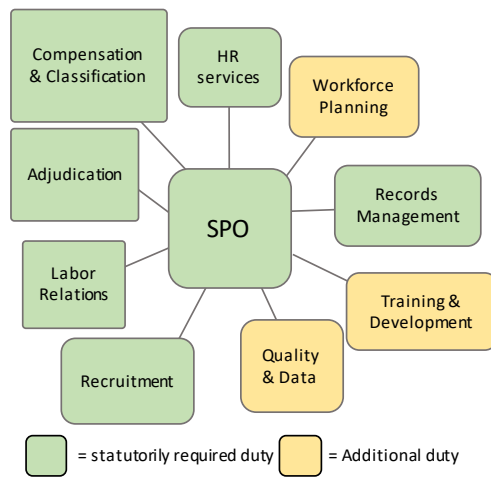 Compensation
& Classification
HR
services
Workforce
Planning
Adjudication
Records
Management
SPO
Labor
Relations
Training &
Development
Quality
& Data
Recruitment
= statutorily required duty
= Additional duty